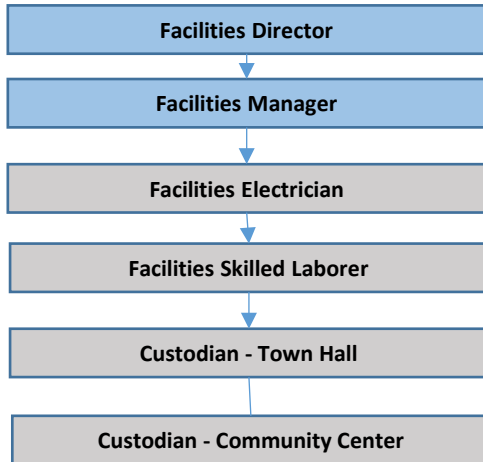 Facilities Director
Facilities Manager
Facilities Electrician
Facilities Skilled Laborer
Custodian - Town Hall
Custodian - Community Center